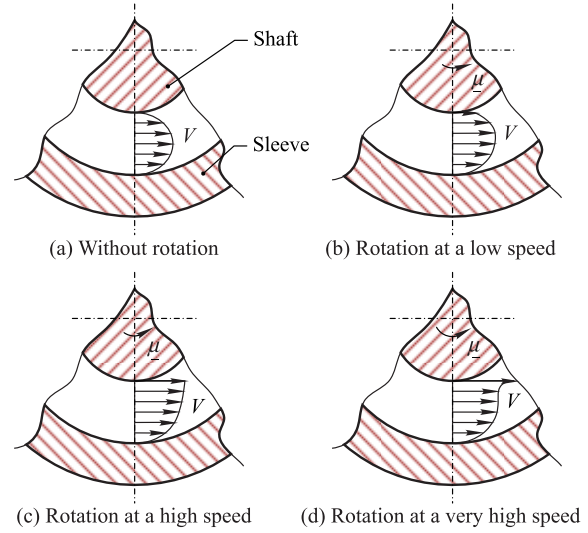 Shaft
μ
V
V
Sleeve
(a) Without rotation
(b) Rotation at a low speed
μ
μ
V
V
(c) Rotation at a high speed
(d) Rotation at a very high speed